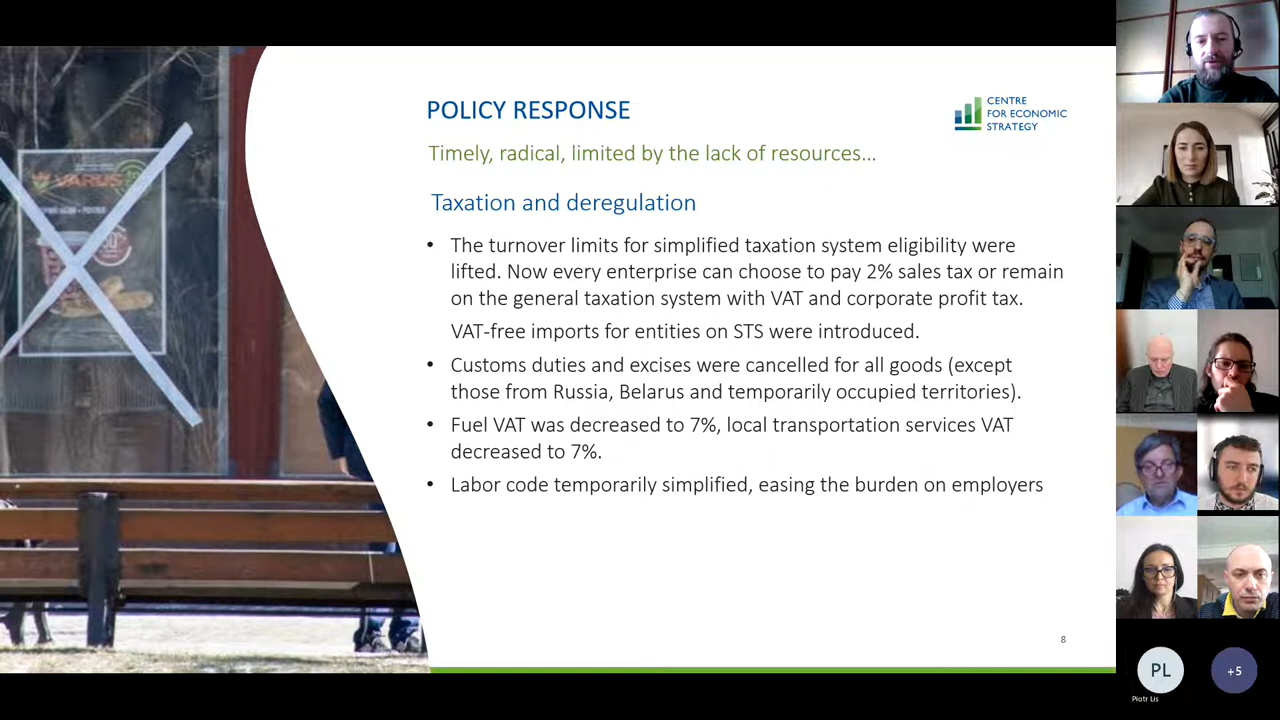 POLICY RESPONSE
CENTRE
FOR ECONOMIC
STRATEGY
Timely, radical, limited by the lack of resources...
Taxation and deregulation
• The turnover limits for simplified taxation system eligibility were
lifted. Now every enterprise can choose to pay 2% sales tax or remain
on the general taxation system with VAT and corporate profit tax.
VAT-free imports for entities on STS were introduced.
• Customs duties and excises were cancelled for all goods (except
those from Russia, Belarus and temporarily occupied territories).
• Fuel VAT was decreased to 7%, local transportation services VAT
decreased to 7%.
• Labor code temporarily simplified, easing the burden on employers
8
VARUS
PL
+5
Piotr Lis